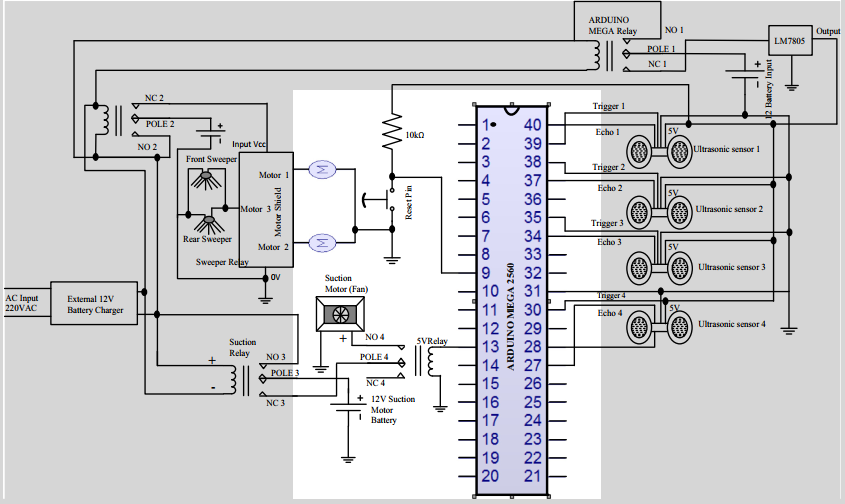 ARDUINO
MEGA Relay
NO 1
POLE 1
NC 1
LM7805
Output
+
12 Battery Input
NC 2
POLE 2
NO 2
+
Input Vcc
Front Sweeper
Rear Sweeper
Sweeper Relay
Motor 1
Motor 3
Motor 2
Motor Shield
0V
M
M
10kΩ
Reset Pin
AC Input
220VAC
External 12V
Battery Charger
Suction
Motor (Fan)
+
NO 4
POLE 4
NC 4
5VRelay
Suction
Relay
+
-
NO 3
POLE 3
NC 3
+
12V Suction
Motor
Battery
ARDUINO MEGA 2560
1 40
2 39
3 38
4 37
5 36
6 35
7 34
8 33
9 32
10 31
11 30
12 29
13 28
14 27
15 26
16 25
17 24
18 23
19 22
20 21
Trigger 1
Echo 1
5V
Ultrasonic sensor 1
Trigger 2
Echo 2
5V
Ultrasonic sensor 2
Trigger 3
Echo 3
5V
Ultrasonic sensor 3
Trigger 4
Echo 4
5V
Ultrasonic sensor 4